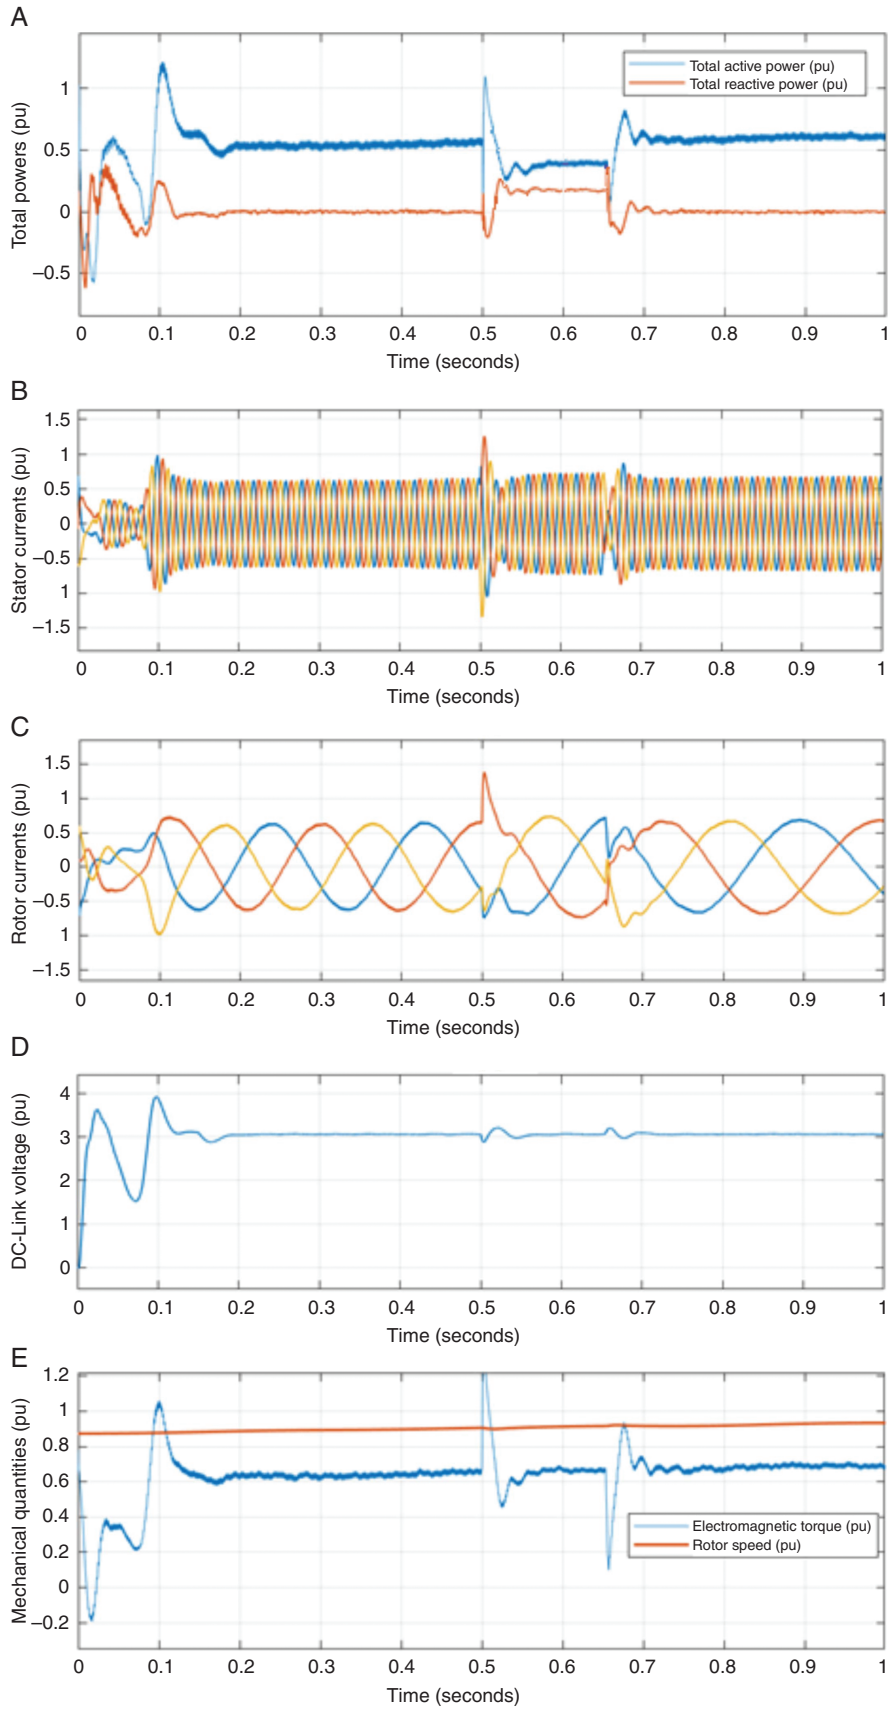 A
Total powers (pu)
1
0.5
0
–0.5
Total active power (pu)
Total reactive power (pu)
0 0.1 0.2 0.3 0.4 0.5 0.6 0.7 0.8 0.9 1
Time (seconds)
B
Stator currents (pu)
1.5
1
0.5
0
–0.5
1
–1.5
0 0.1 0.2 0.3 0.4 0.5 0.6 0.7 0.8 0.9 1
Time (seconds)
C
Rotor currents (pu)
1.5
1
0.5
0
–0.5
1
–1.5
0 0.1 0.2 0.3 0.4 0.5 0.6 0.7 0.8 0.9 1
Time (seconds)
D
DC-Link voltage (pu)
4
3
2
1
0
0 0.1 0.2 0.3 0.4 0.5 0.6 0.7 0.8 0.9 1
Time (seconds)
E
Mechanical quantities (pu)
1.2
1
0.8
0.6
0.4
0.2
0
–0.2
Electromagnetic torque (pu)
Rotor speed (pu)
0 0.1 0.2 0.3 0.4 0.5 0.6 0.7 0.8 0.9 1
Time (seconds)